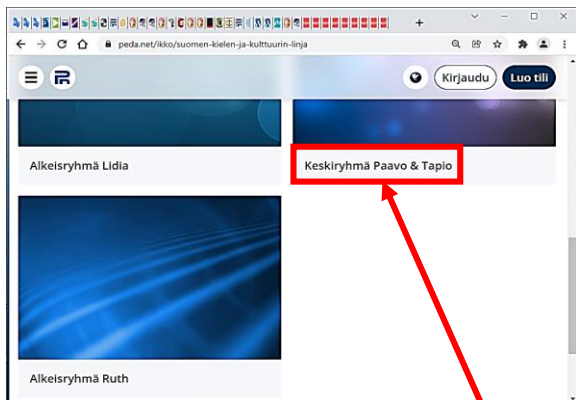 peda.net/ikko/suomen-kielen-ja-kulttuurin-linja
Kirjaudu
Luo tili
Alkeisryhmä Lidia
Keskiryhmä Paavo & Tapio
Alkeisryhmä Ruth